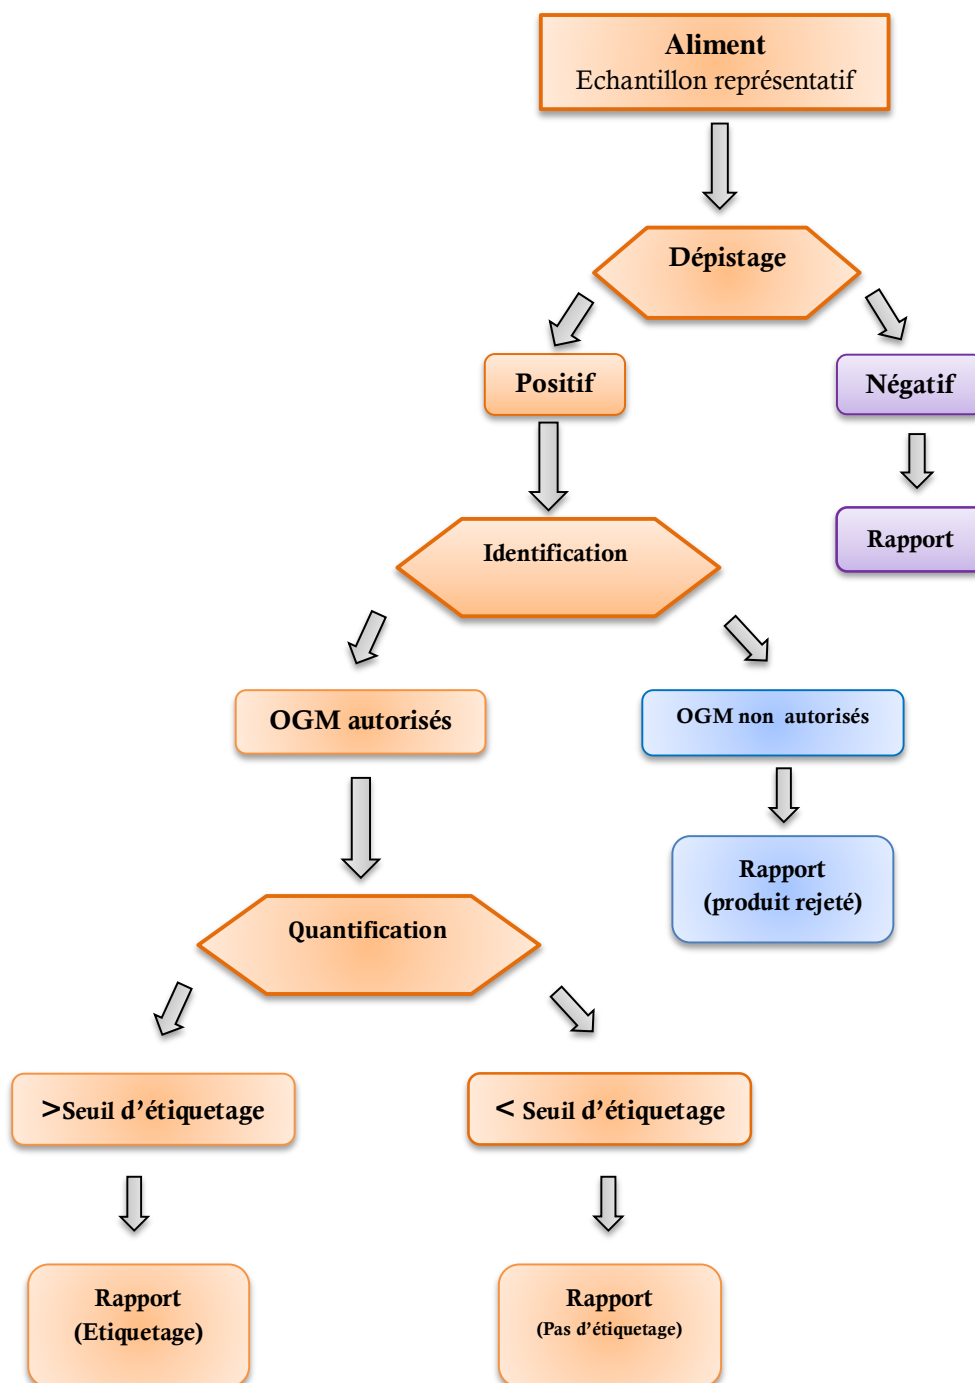 Aliment
Echantillon représentatif
Dépistage
Positif
Négatif
Rapport
Identification
OGM autorisés
OGM non autorisés
Rapport
(produit rejeté)
Quantification
>Seuil d’étiquetage
< Seuil d’étiquetage
Rapport
(Etiquetage)
Rapport
(Pas d’étiquetage)